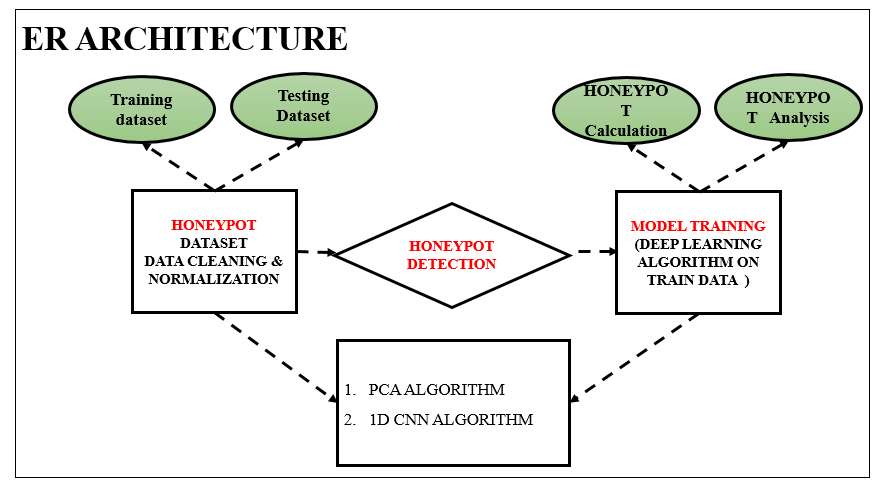 ER ARCHITECTURE
Training
dataset
Testing
Dataset
HONEYPO
T
Calculation
HONEYPO
T Analysis
HONEYPOT
DATASET
DATA CLEANING &
NORMALIZATION
HONEYPOT
DETECTION
MODEL TRAINING
(DEEP LEARNING
ALGORITHM ON
TRAIN DATA )
1. PCA ALGORITHM
2. 1D CNN ALGORITHM